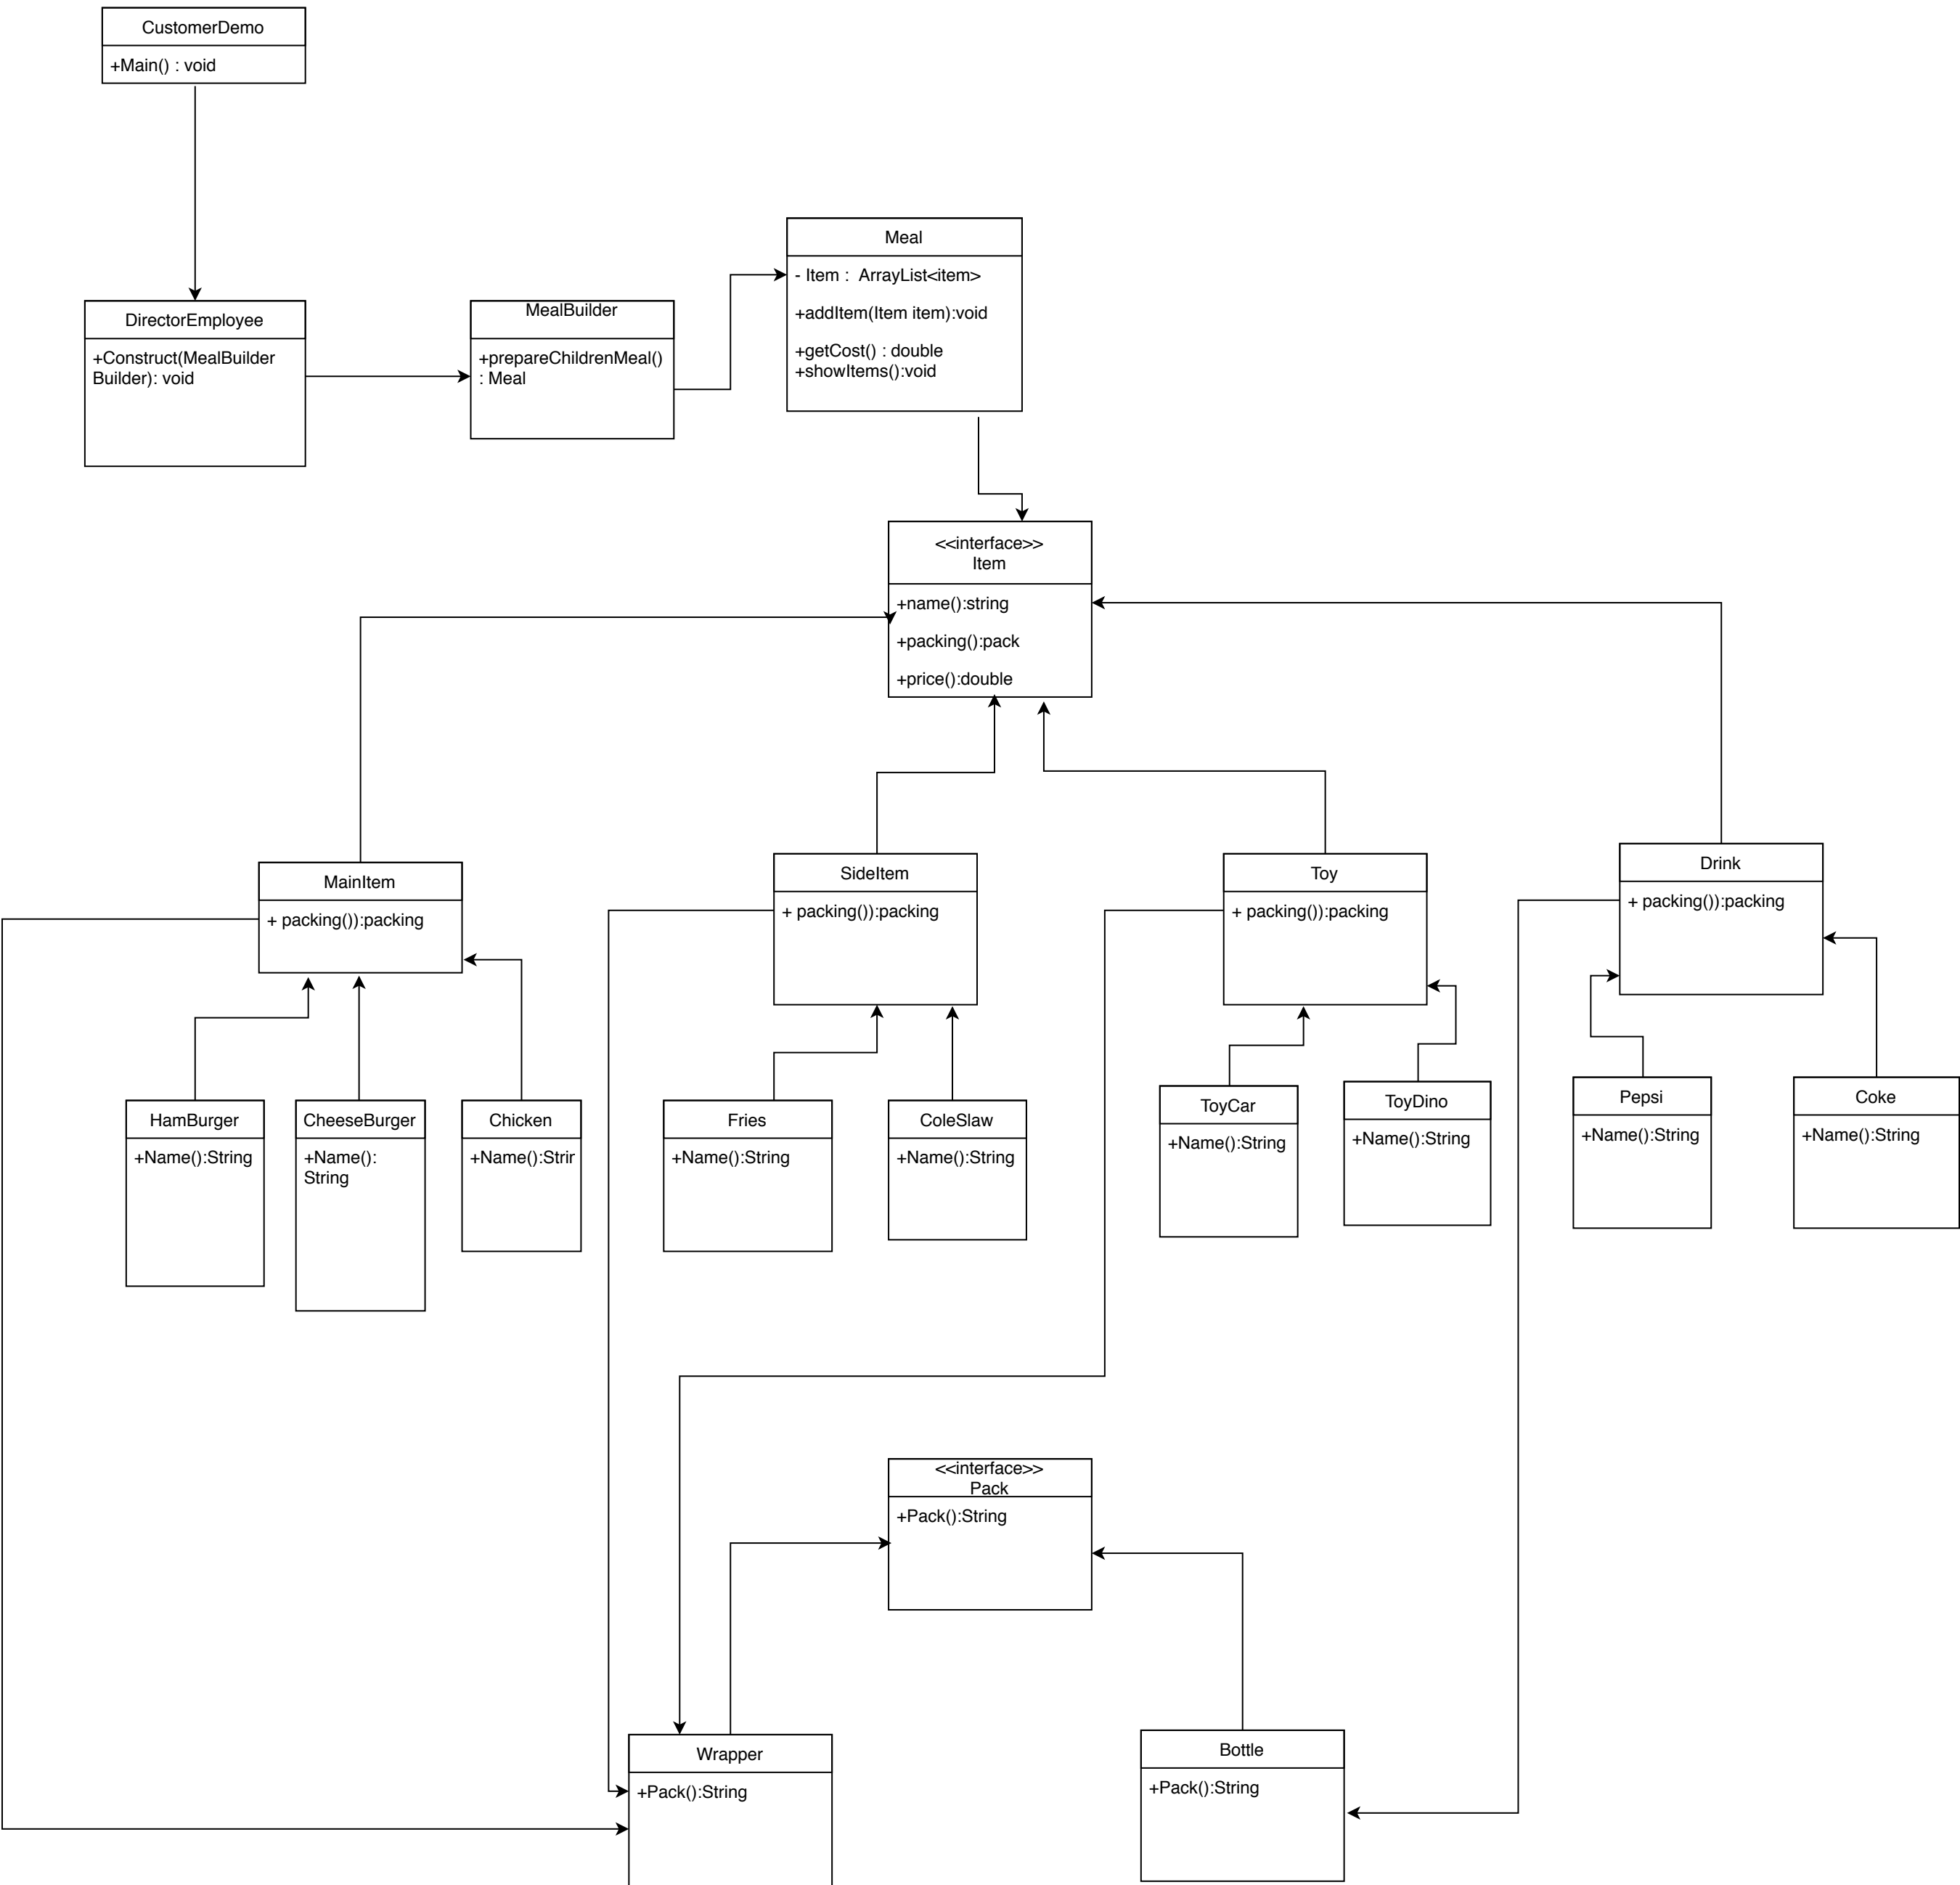 CustomerDemo
+Main() : void
Meal
- Item :  ArrayList<item>
+addItem(Item item):void
+getCost() : double
+showItems():void
DirectorEmployee
+Construct(MealBuilder
Builder): void
MealBuilder
+prepareChildrenMeal()
: Meal
<<interface>>
Item
+name():string
+packing():pack
+price():double
MainItem
+ packing()):packing
SideItem
+ packing()):packing
Toy
+ packing()):packing
Drink
+ packing()):packing
HamBurger
+Name():String
CheeseBurger
+Name():
String
Chicken
+Name():Strir
Fries
+Name():String
ColeSlaw
+Name():String
ToyCar
+Name():String
ToyDino
+Name():String
Pepsi
+Name():String
Coke
+Name():String
<<interface>>
Pack
+Pack():String
Wrapper
+Pack():String
Bottle
+Pack():String